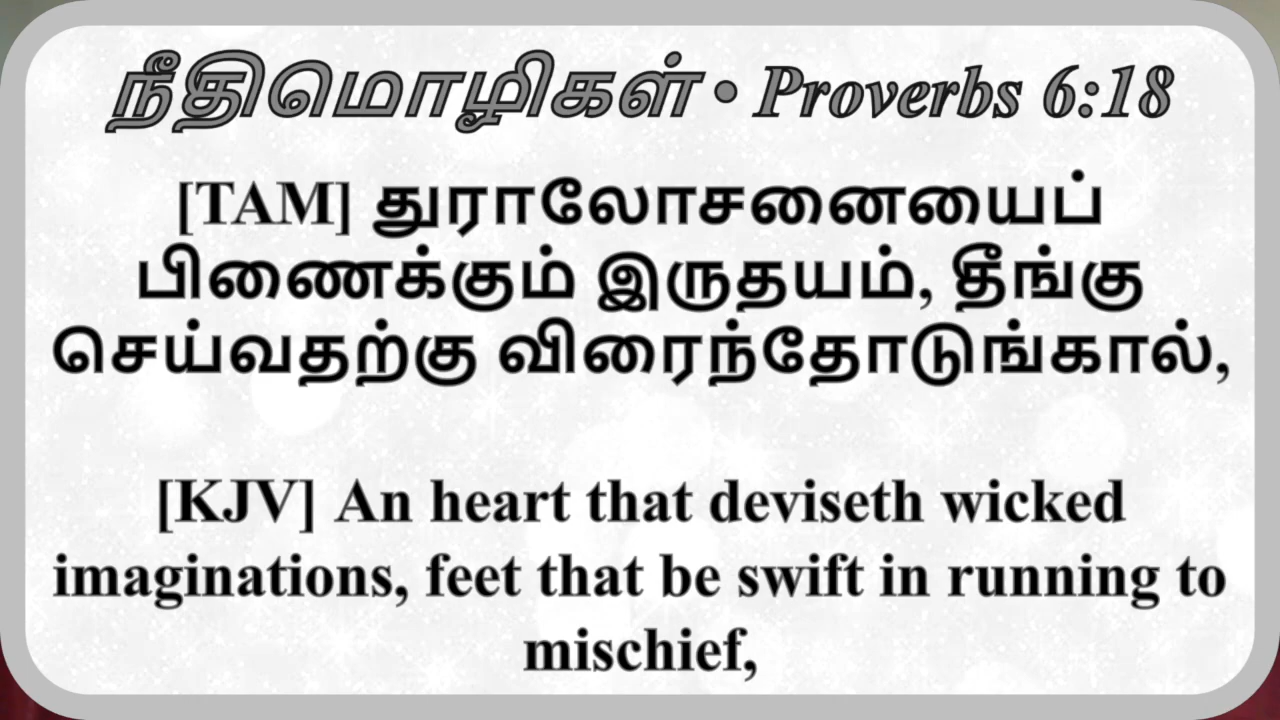 நீதிமொழிகள் • Proverbs 6:18
[TAM] துராலோசனையைப்
பிணைக்கும் இருதயம், தீங்கு
செய்வதற்கு விரைந்தோடுங்கால்,
[KJV] An heart that deviseth wicked
imaginations, feet that be swift in running to
mischief,